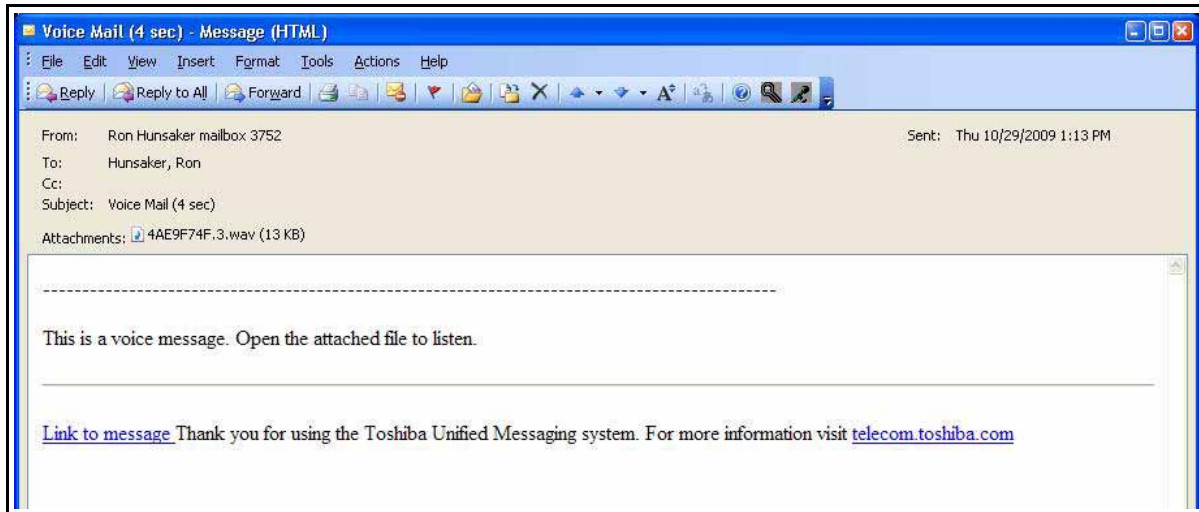 Voice Mail (4 sec) - Message (HTML)
File Edit View Insert Format Tools Actions Help
Reply Reply to All Forward
From: Ron Hunsaker mailbox 3752 Sent: Thu 10/29/2009 1:13 PM
To: Hunsaker, Ron
Cc:
Subject: Voice Mail (4 sec)
Attachments: 4AE9F74F.3.wav (13 KB)
--------------------------------------------------------------------------------------------
This is a voice message. Open the attached file to listen.
Link to message Thank you for using the Toshiba Unified Messaging system. For more information visit telecom.toshiba.com